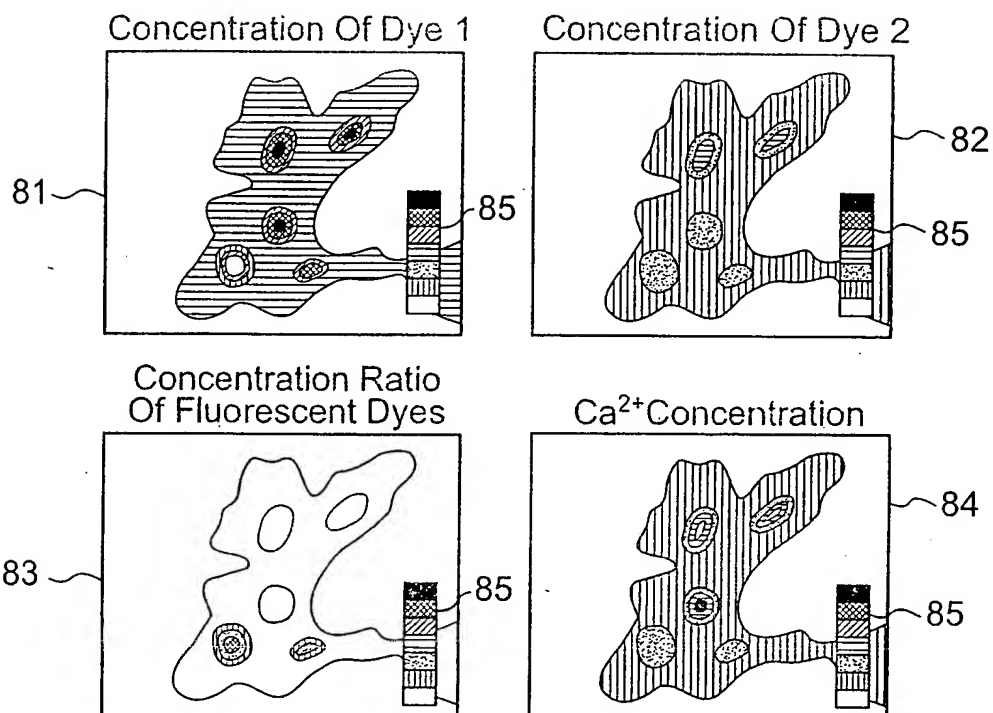 Concentration Of Dye 1
Concentration Of Dye 2
81
85
82
85
Concentration Ratio
Of Fluorescent Dyes
Ca²⁺Concentration
83
85
84
85